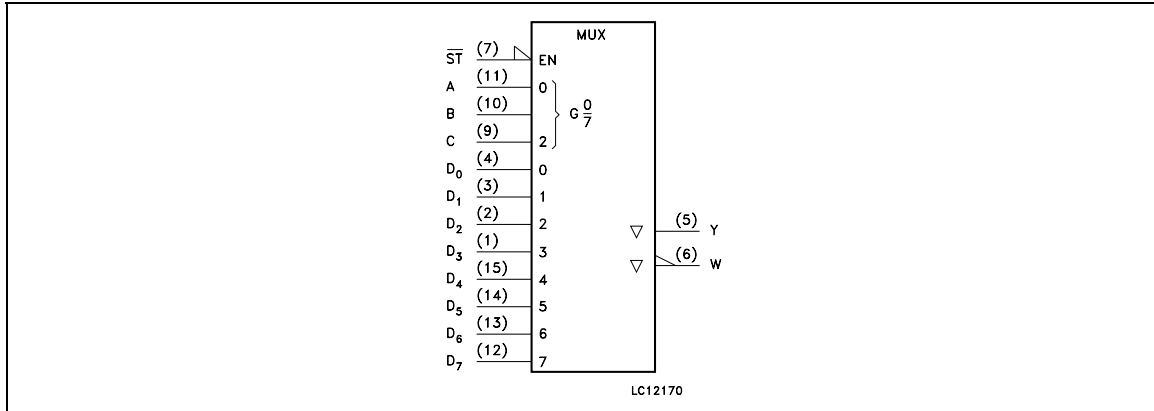 MUX
S̅T̅ (7) EN
A (11) 0
B (10) G 0/7
C (9) 2
D₀ (4) 0
D₁ (3) 1
D₂ (2) 2
(5) Y
D₃ (1) 3
(6) W
D₄ (15) 4
D₅ (14) 5
D₆ (13) 6
D₇ (12) 7
LC12170